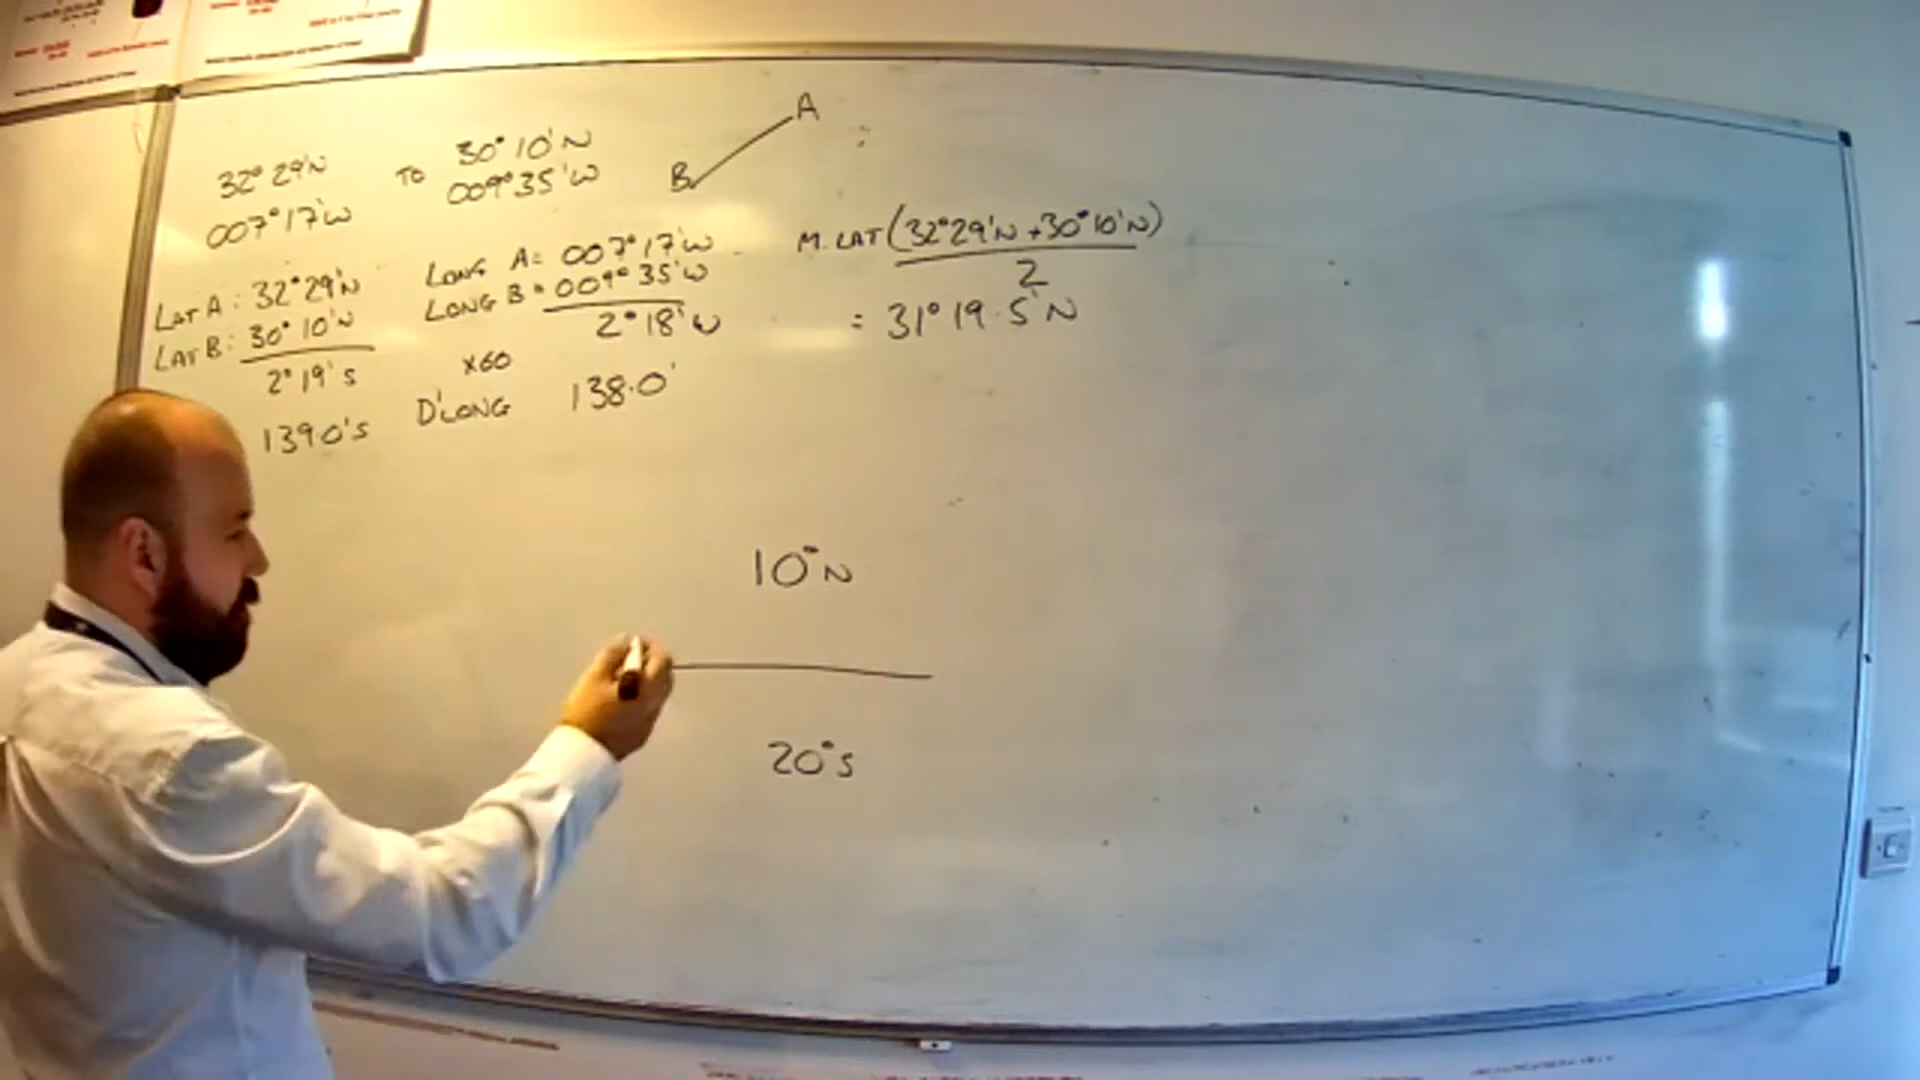 32°29'N
007°17'W
TO
30°10'N
009°35'W
A
B
LAT A: 32°29'N
LAT B: 30°10'N
2°19' S
1390'S
LONG A= 007°17'W
LONG B= 009°35'W
2°18'W
x60
D'LONG 138.0'
M.LAT (32°29'N + 30°10'N)
2
= 31°19.5'N
10°N
20°S